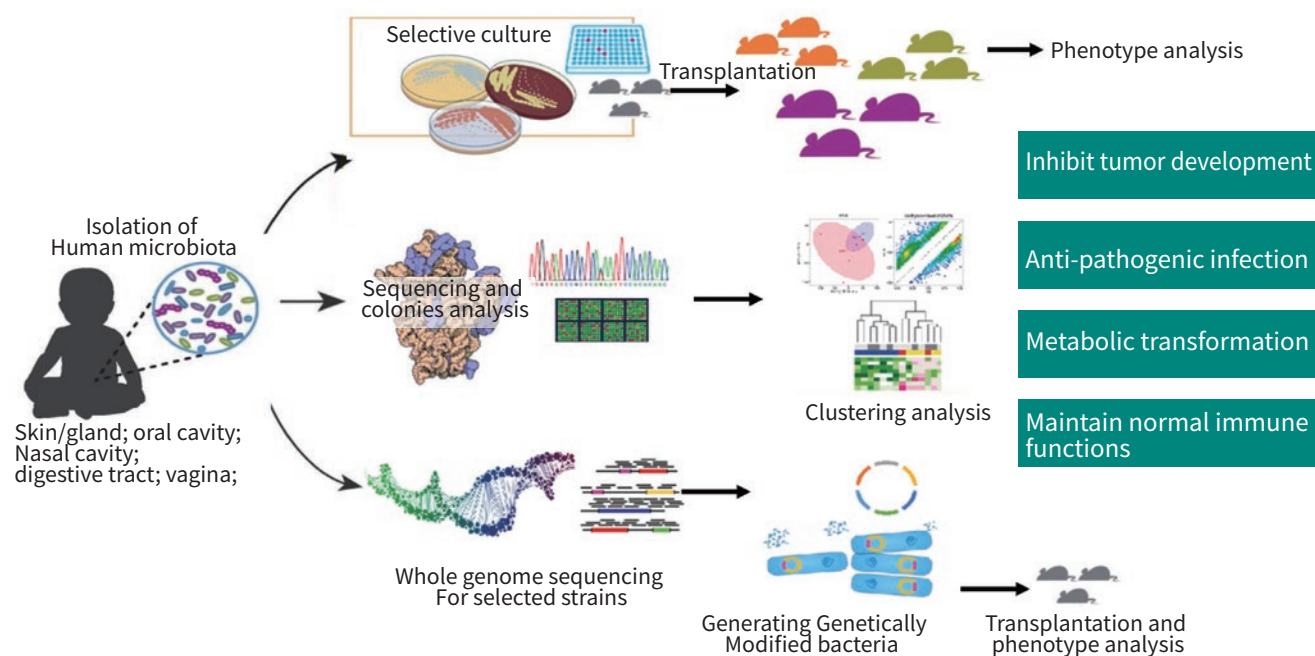 Selective culture
Transplantation
Phenotype analysis
Inhibit tumor development
Isolation of
Human microbiota
Anti-pathogenic infection
Sequencing and
colonies analysis
Metabolic transformation
Clustering analysis
Maintain normal immune
functions
Skin/gland; oral cavity;
Nasal cavity;
digestive tract; vagina;
Whole genome sequencing
For selected strains
Generating Genetically
Modified bacteria
Transplantation and
phenotype analysis